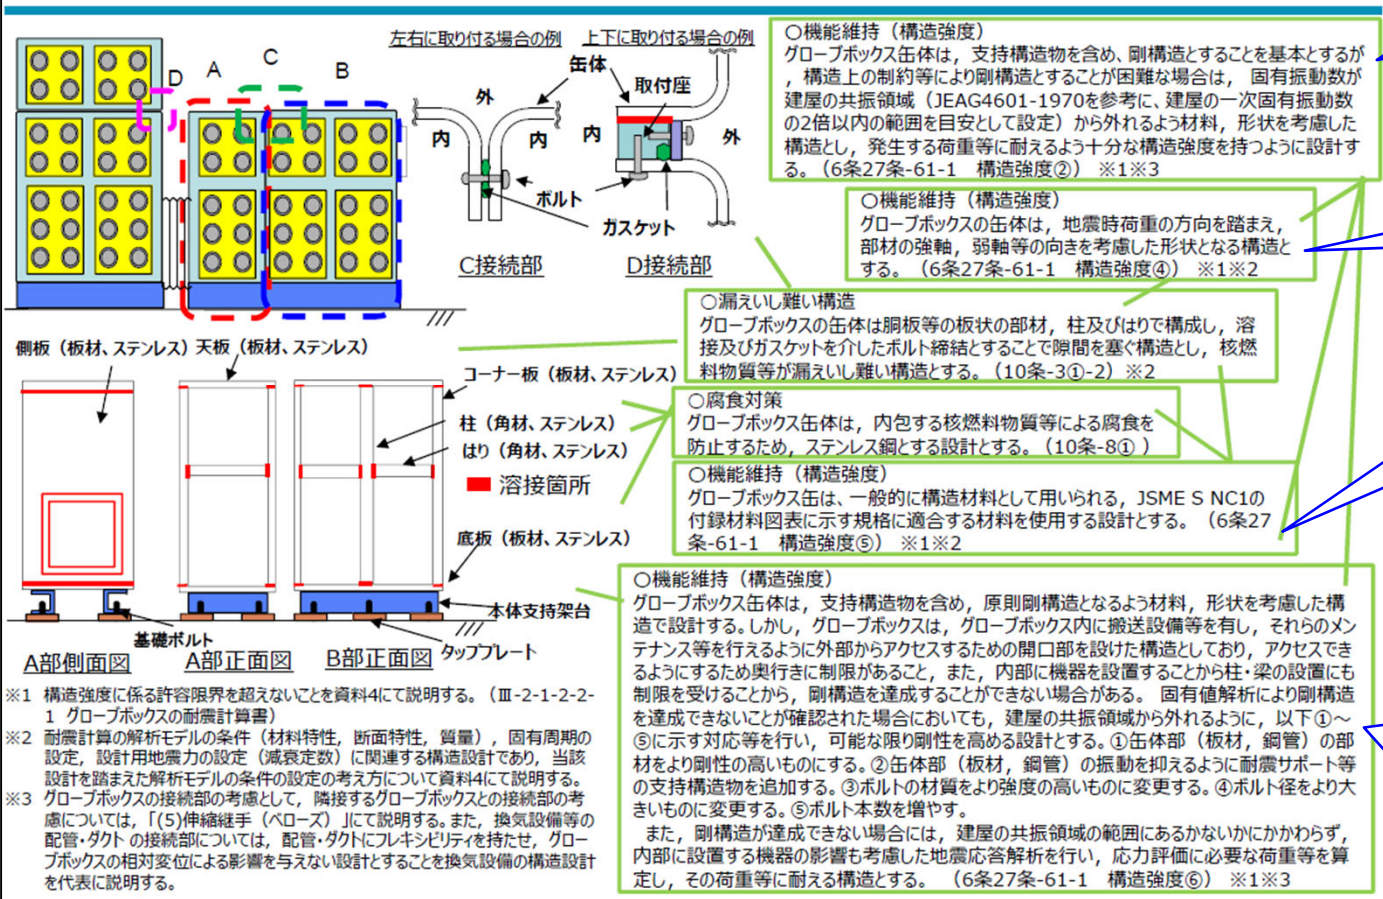 D
A
C
B
左右に取り付る場合の例
上下に取り付る場合の例
缶体
取付座
外
内
内
内
外
ボルト
ガスケット
C接続部
D接続部
側板（板材、ステンレス）
天板（板材、ステンレス）
コーナー板（板材、ステンレス）
柱（角材、ステンレス）
はり（角材、ステンレス）
溶接箇所
底板（板材、ステンレス）
本体支持架台
基礎ボルト
タッププレート
A部側面図
A部正面図
B部正面図
※1 構造強度に係る許容限界を超えないことを資料4にて説明する。（Ⅲ-2-1-2-2-
1 グローブボックスの耐震計算書）
※2 耐震計算の解析モデルの条件（材料特性，断面特性，質量），固有周期の
設定，設計用地震力の設定（減衰定数）に関連する構造設計であり，当該
設計を踏まえた解析モデルの条件の設定の考え方について資料4にて説明する。
※3 グローブボックスの接続部の考慮として，隣接するグローブボックスとの接続部の考
慮については，「(5)伸縮継手（ベローズ）」にて説明する。また，換気設備等の
配管・ダクト の接続部については，配管・ダクトにフレキシビリティを持たせ，グロー
ブボックスの相対変位による影響を与えない設計とすることを換気設備の構造設計
を代表に説明する。
○機能維持（構造強度）
グローブボックス缶体は，支持構造物を含め、剛構造とすることを基本とするが
，構造上の制約等により剛構造とすることが困難な場合は， 固有振動数が
建屋の共振領域（JEAG4601-1970を参考に、建屋の一次固有振動数
の2倍以内の範囲を目安として設定）から外れるよう材料，形状を考慮した
構造とし，発生する荷重等に耐えるよう十分な構造強度を持つように設計す
る。（6条27条-61-1 構造強度②） ※1※3
○機能維持（構造強度）
グローブボックスの缶体は，地震時荷重の方向を踏まえ，
部材の強軸，弱軸等の向きを考慮した形状となる構造と
する。（6条27条-61-1 構造強度④） ※1※2
○漏えいし難い構造
グローブボックスの缶体は胴板等の板状の部材，柱及びはりで構成し，溶
接及びガスケットを介したボルト締結とすることで隙間を塞ぐ構造とし，核燃
料物質等が漏えいし難い構造とする。（10条-3①-2）※2
○腐食対策
グローブボックス缶体は，内包する核燃料物質等による腐食を
防止するため，ステンレス鋼とする設計とする。（10条-8① ）
○機能維持（構造強度）
グローブボックス缶は、一般的に構造材料として用いられる，JSME S NC1の
付録材料図表に示す規格に適合する材料を使用する設計とする。（6条27
条-61-1 構造強度⑤） ※1※2
○機能維持（構造強度）
グローブボックス缶体は，支持構造物を含め，原則剛構造となるよう材料，形状を考慮した構
造で設計する。しかし，グローブボックスは，グローブボックス内に搬送設備等を有し，それらのメン
テナンス等を行えるように外部からアクセスするための開口部を設けた構造としており，アクセスでき
るようにするため奥行きに制限があること，また，内部に機器を設置することから柱・梁の設置にも
制限を受けることから，剛構造を達成することができない場合がある。 固有値解析により剛構造
を達成できないことが確認された場合においても，建屋の共振領域から外れるように，以下①～
⑤に示す対応等を行い，可能な限り剛性を高める設計とする。①缶体部（板材，鋼管）の部
材をより剛性の高いものにする。②缶体部（板材，鋼管）の振動を抑えるように耐震サポート等
の支持構造物を追加する。③ボルトの材質をより強度の高いものに変更する。④ボルト径をより大
きいものに変更する。⑤ボルト本数を増やす。
また，剛構造が達成できない場合には，建屋の共振領域の範囲にあるかないかにかかわらず，
内部に設置する機器の影響も考慮した地震応答解析を行い，応力評価に必要な荷重等を算
定し，その荷重等に耐える構造とする。 （6条27条-61-1 構造強度⑥） ※1※3